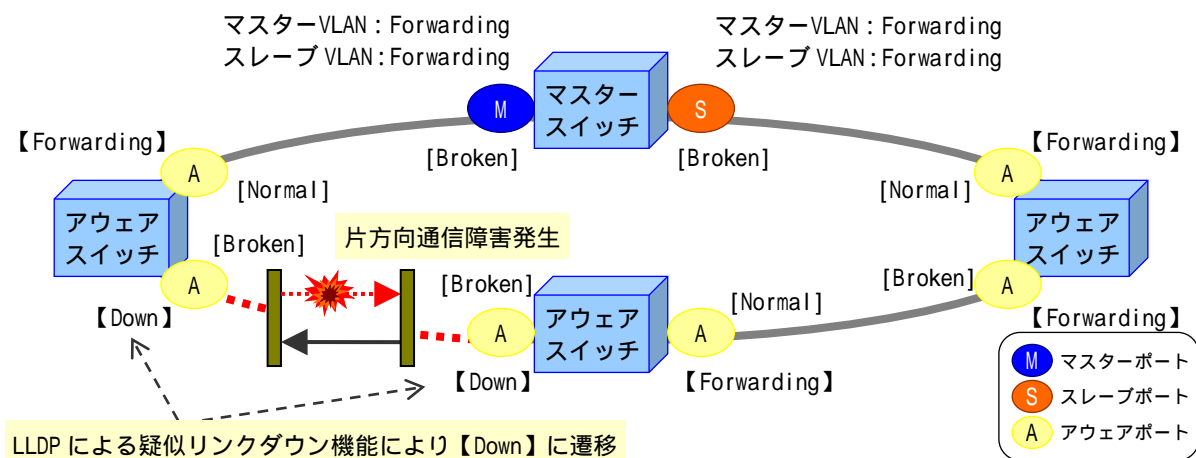 マスターVLAN : Forwarding
スレーブ VLAN : Forwarding
マスターVLAN : Forwarding
スレーブ VLAN : Forwarding
M
マスター
スイッチ
S
[Broken]
[Broken]
【Forwarding】
A
[Normal]
【Forwarding】
A
[Normal]
アウェア
スイッチ
アウェア
スイッチ
[Broken]
片方向通信障害発生
A
【Down】
[Broken]
A
【Down】
アウェア
スイッチ
A
[Normal]
【Forwarding】
[Broken]
A
【Forwarding】
M マスターポート
S スレーブポート
A アウェアポート
LLDP による疑似リンクダウン機能により【Down】に遷移